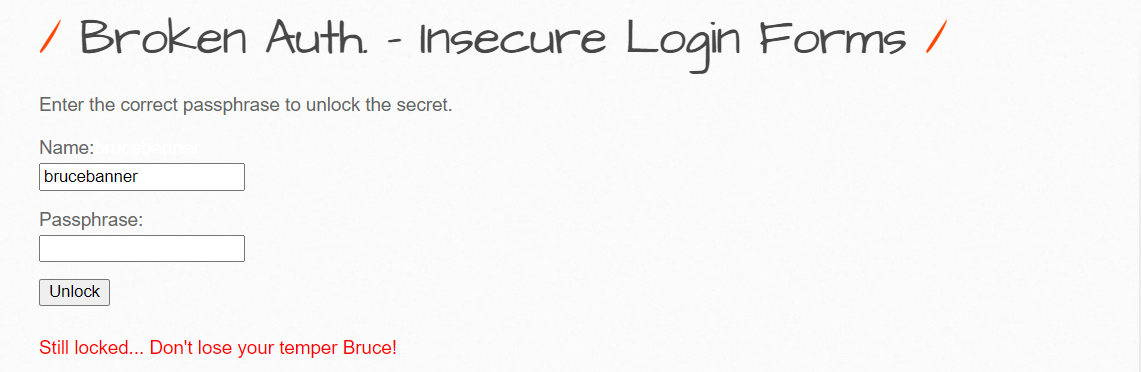 / Broken Auth. - Insecure Login Forms /
Enter the correct passphrase to unlock the secret.
Name:brucebanner
brucebanner
Passphrase:
Unlock
Still locked... Don't lose your temper Bruce!